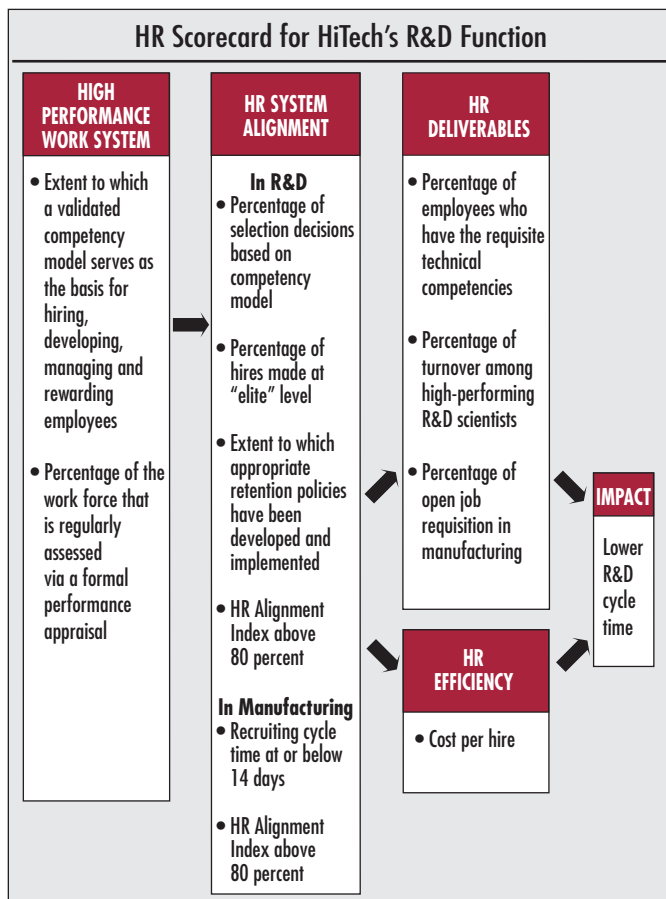 HR Scorecard for HiTech's R&D Function
HIGH
PERFORMANCE
WORK SYSTEM
• Extent to which
a validated
competency
model serves as
the basis for
hiring,
developing,
managing and
rewarding
employees
• Percentage of the
work force that
is regularly
assessed
via a formal
performance
appraisal
HR SYSTEM
ALIGNMENT
In R&D
• Percentage of
selection decisions
based on
competency
model
• Percentage of
hires made at
“elite” level
• Extent to which
appropriate
retention policies
have been
developed and
implemented
• HR Alignment
Index above
80 percent
In Manufacturing
• Recruiting cycle
time at or below
14 days
• HR Alignment
Index above
80 percent
HR
DELIVERABLES
• Percentage of
employees who
have the requisite
technical
competencies
• Percentage of
turnover among
high-performing
R&D scientists
• Percentage of
open job
requisition in
manufacturing
HR
EFFICIENCY
• Cost per hire
IMPACT
Lower
R&D
cycle
time